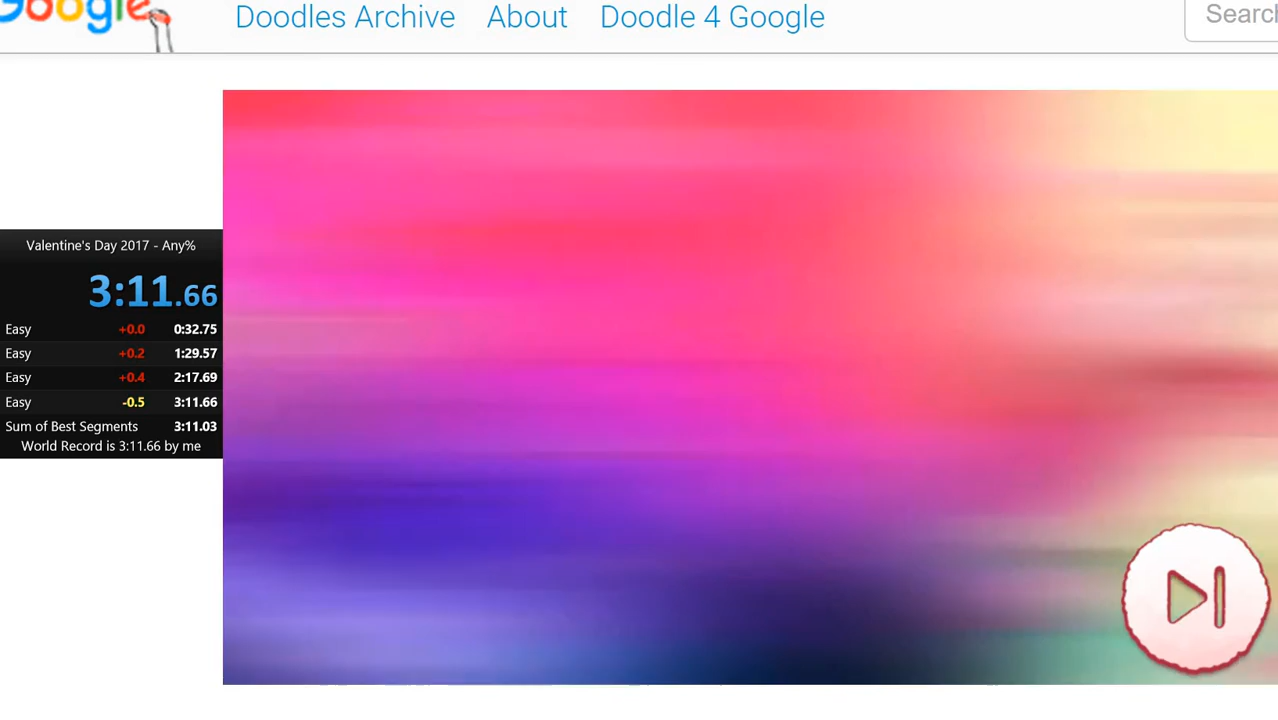 Google
Doodles Archive About Doodle 4 Google
Search
Valentine's Day 2017 - Any%
3:11.66
Easy +0.0 0:32.75
Easy +0.2 1:29.57
Easy +0.4 2:17.69
Easy -0.5 3:11.66
Sum of Best Segments 3:11.03
World Record is 3:11.66 by me